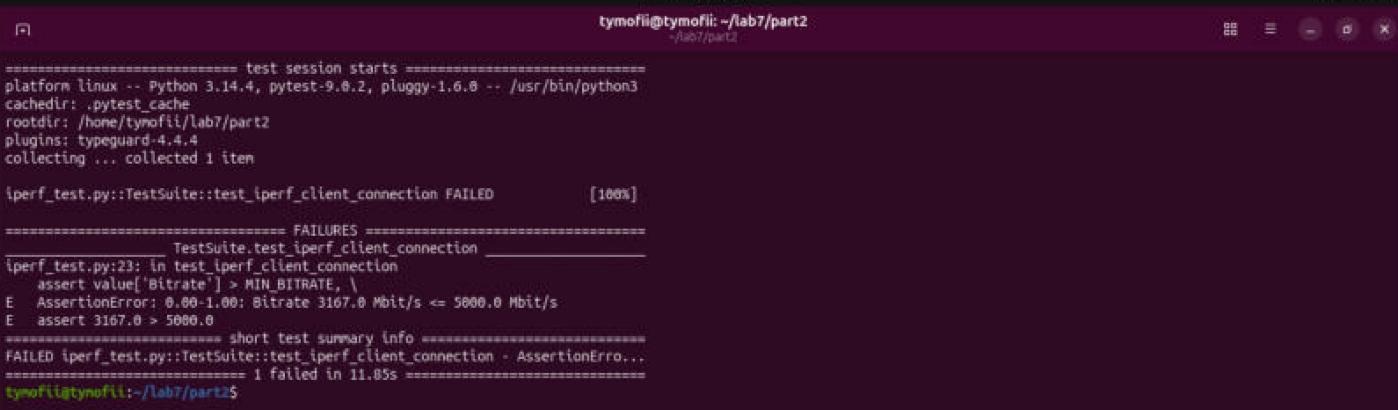 tymofii@tymofii: ~/lab7/part2
~/lab7/part2
============================= test session starts ==============================
platform linux -- Python 3.14.4, pytest-9.0.2, pluggy-1.6.0 -- /usr/bin/python3
cachedir: .pytest_cache
rootdir: /home/tymofii/lab7/part2
plugins: typeguard-4.4.4
collecting ... collected 1 item
iperf_test.py::TestSuite::test_iperf_client_connection FAILED            [100%]
=================================== FAILURES ===================================
____________________ TestSuite.test_iperf_client_connection ____________________
iperf_test.py:23: in test_iperf_client_connection
    assert value['Bitrate'] > MIN_BITRATE, \
E   AssertionError: 0.00-1.00: Bitrate 3167.0 Mbit/s <= 5000.0 Mbit/s
E   assert 3167.0 > 5000.0
=========================== short test summary info ============================
FAILED iperf_test.py::TestSuite::test_iperf_client_connection - AssertionErro...
============================== 1 failed in 11.85s ==============================
tymofii@tymofii:~/lab7/part2$